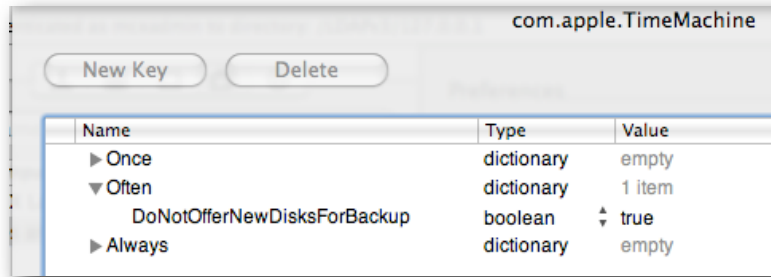 com.apple.TimeMachine
New Key Delete
Name Type Value
Once dictionary empty
Often dictionary 1 item
DoNotOfferNewDisksForBackup boolean true
Always dictionary empty